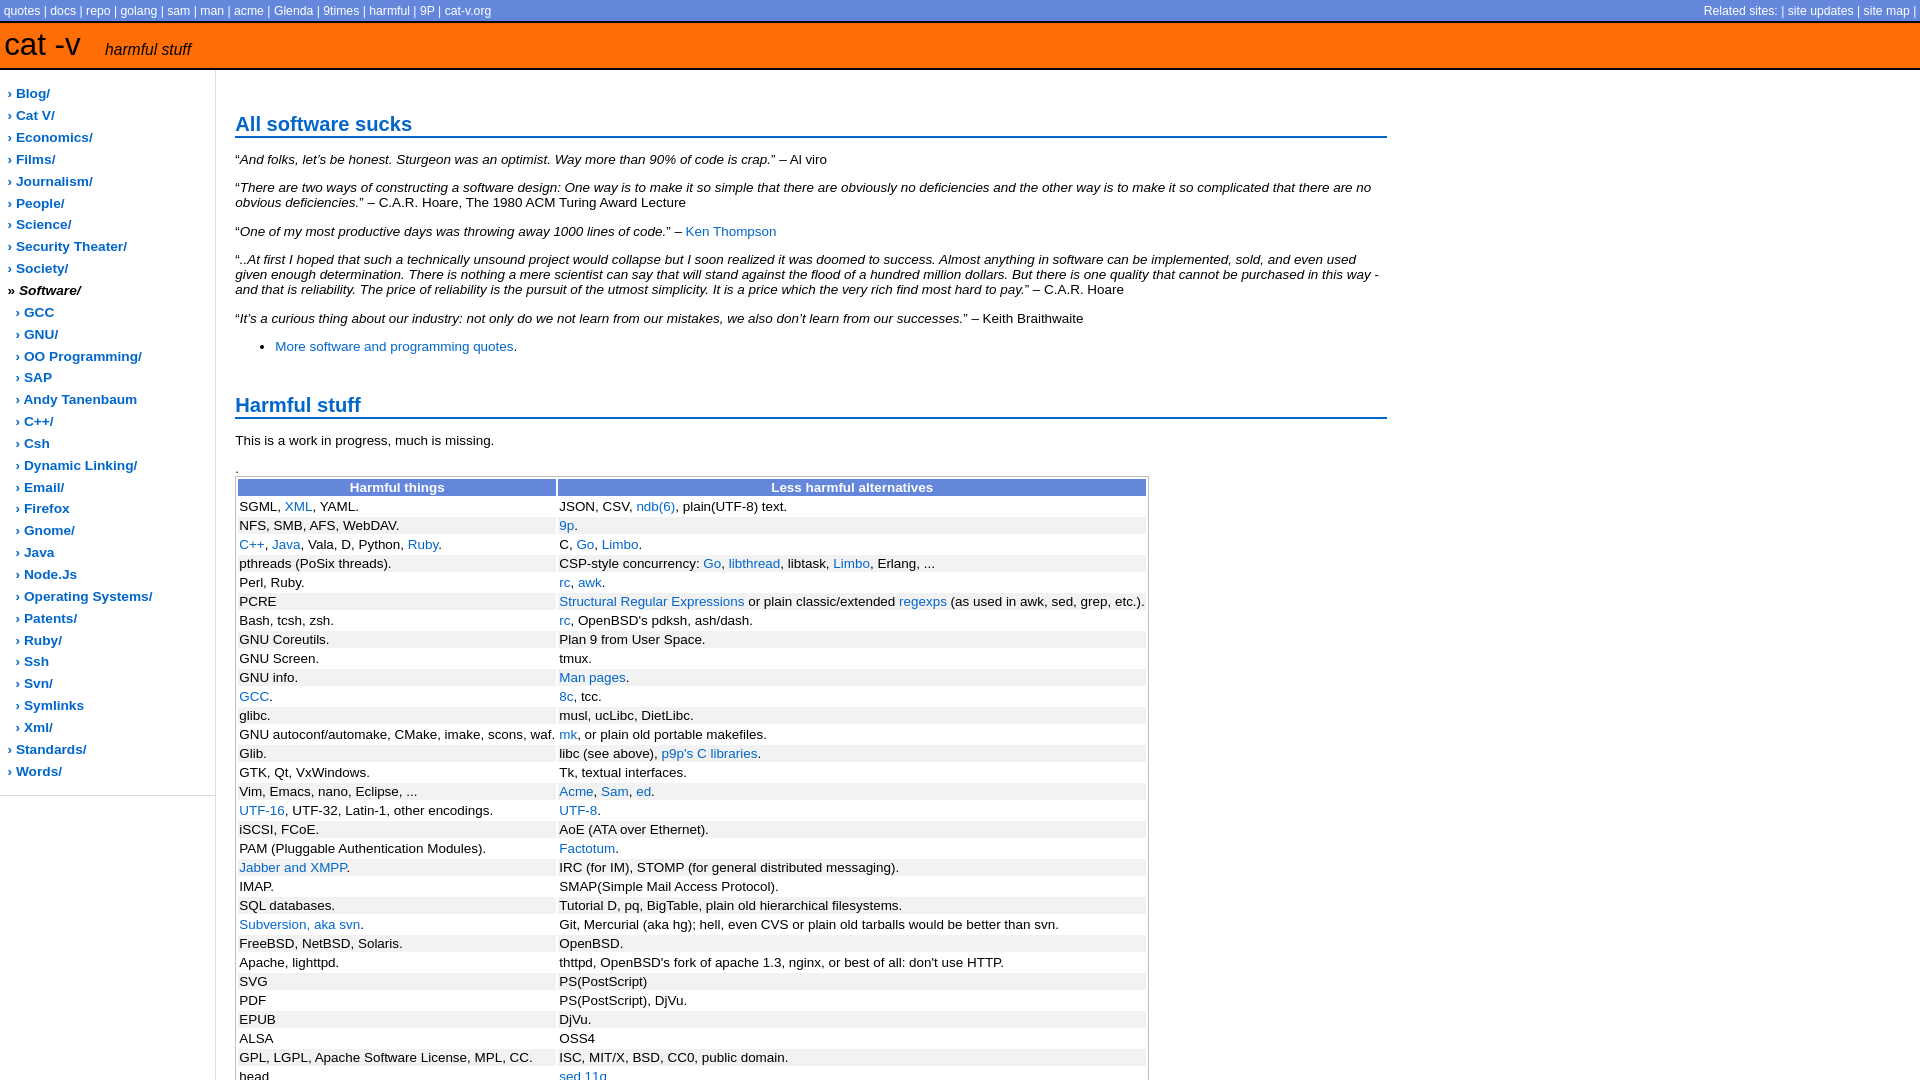 quotes | docs | repo | golang | sam | man | acme | Glenda | 9times | harmful | 9P | cat-v.org
Related sites: | site updates | site map |
cat -v harmful stuff
› Blog/
› Cat V/
› Economics/
› Films/
› Journalism/
› People/
› Science/
› Security Theater/
› Society/
» Software/
› GCC
› GNU/
› OO Programming/
› SAP
› Andy Tanenbaum
› C++/
› Csh
› Dynamic Linking/
› Email/
› Firefox
› Gnome/
› Java
› Node.Js
› Operating Systems/
› Patents/
› Ruby/
› Ssh
› Svn/
› Symlinks
› Xml/
› Standards/
› Words/
All software sucks
“And folks, let’s be honest. Sturgeon was an optimist. Way more than 90% of code is crap.” – Al viro
“There are two ways of constructing a software design: One way is to make it so simple that there are obviously no deficiencies and the other way is to make it so complicated that there are no
obvious deficiencies.” – C.A.R. Hoare, The 1980 ACM Turing Award Lecture
“One of my most productive days was throwing away 1000 lines of code.” – Ken Thompson
“..At first I hoped that such a technically unsound project would collapse but I soon realized it was doomed to success. Almost anything in software can be implemented, sold, and even used
given enough determination. There is nothing a mere scientist can say that will stand against the flood of a hundred million dollars. But there is one quality that cannot be purchased in this way -
and that is reliability. The price of reliability is the pursuit of the utmost simplicity. It is a price which the very rich find most hard to pay.” – C.A.R. Hoare
“It’s a curious thing about our industry: not only do we not learn from our mistakes, we also don’t learn from our successes.” – Keith Braithwaite
• More software and programming quotes.
Harmful stuff
This is a work in progress, much is missing.
.
Harmful things Less harmful alternatives
SGML, XML, YAML. JSON, CSV, ndb(6), plain(UTF-8) text.
NFS, SMB, AFS, WebDAV. 9p.
C++, Java, Vala, D, Python, Ruby. C, Go, Limbo.
pthreads (PoSix threads). CSP-style concurrency: Go, libthread, libtask, Limbo, Erlang, ...
Perl, Ruby. rc, awk.
PCRE Structural Regular Expressions or plain classic/extended regexps (as used in awk, sed, grep, etc.).
Bash, tcsh, zsh. rc, OpenBSD's pdksh, ash/dash.
GNU Coreutils. Plan 9 from User Space.
GNU Screen. tmux.
GNU info. Man pages.
GCC. 8c, tcc.
glibc. musl, ucLibc, DietLibc.
GNU autoconf/automake, CMake, imake, scons, waf. mk, or plain old portable makefiles.
Glib. libc (see above), p9p's C libraries.
GTK, Qt, VxWindows. Tk, textual interfaces.
Vim, Emacs, nano, Eclipse, ... Acme, Sam, ed.
UTF-16, UTF-32, Latin-1, other encodings. UTF-8.
iSCSI, FCoE. AoE (ATA over Ethernet).
PAM (Pluggable Authentication Modules). Factotum.
Jabber and XMPP. IRC (for IM), STOMP (for general distributed messaging).
IMAP. SMAP(Simple Mail Access Protocol).
SQL databases. Tutorial D, pq, BigTable, plain old hierarchical filesystems.
Subversion, aka svn. Git, Mercurial (aka hg); hell, even CVS or plain old tarballs would be better than svn.
FreeBSD, NetBSD, Solaris. OpenBSD.
Apache, lighttpd. thttpd, OpenBSD's fork of apache 1.3, nginx, or best of all: don't use HTTP.
SVG PS(PostScript)
PDF PS(PostScript), DjVu.
EPUB DjVu.
ALSA OSS4
GPL, LGPL, Apache Software License, MPL, CC. ISC, MIT/X, BSD, CC0, public domain.
head sed 11q